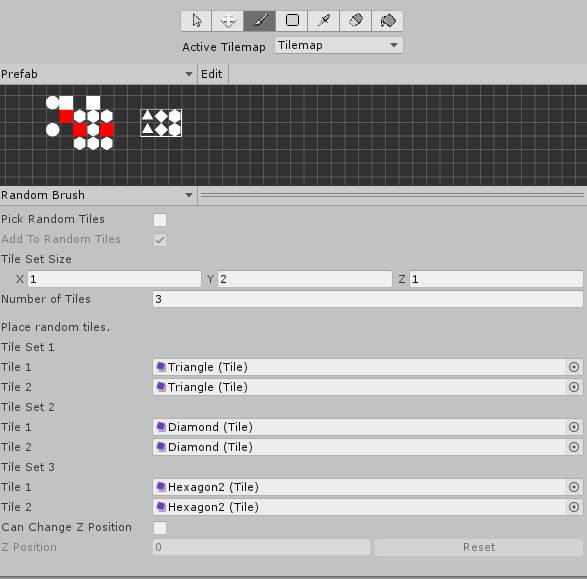 Active Tilemap Tilemap
Prefab Edit
Random Brush
Pick Random Tiles
Add To Random Tiles
Tile Set Size
X 1 Y 2 Z 1
Number of Tiles 3
Place random tiles.
Tile Set 1
Tile 1 Triangle (Tile)
Tile 2 Triangle (Tile)
Tile Set 2
Tile 1 Diamond (Tile)
Tile 2 Diamond (Tile)
Tile Set 3
Tile 1 Hexagon2 (Tile)
Tile 2 Hexagon2 (Tile)
Can Change Z Position
Z Position 0 Reset